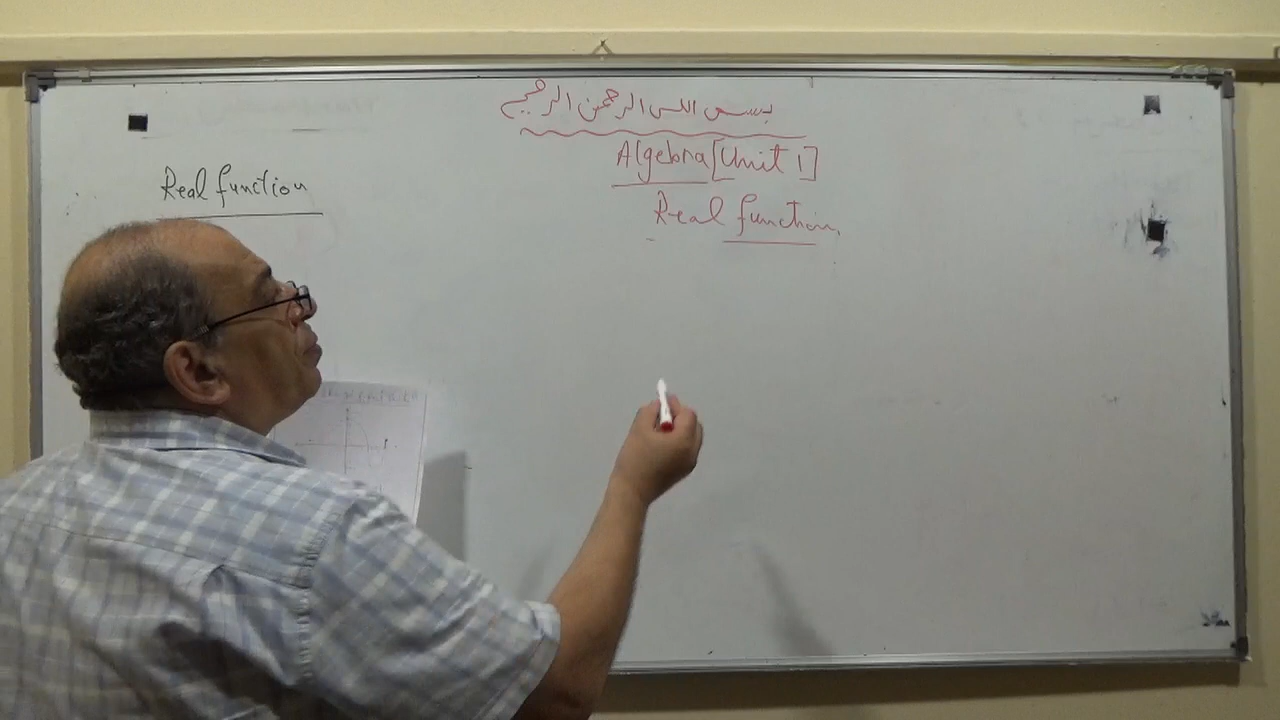 بسم الله الرحمن الرحيم
Algebra [Unit 1]
Real function
Real function